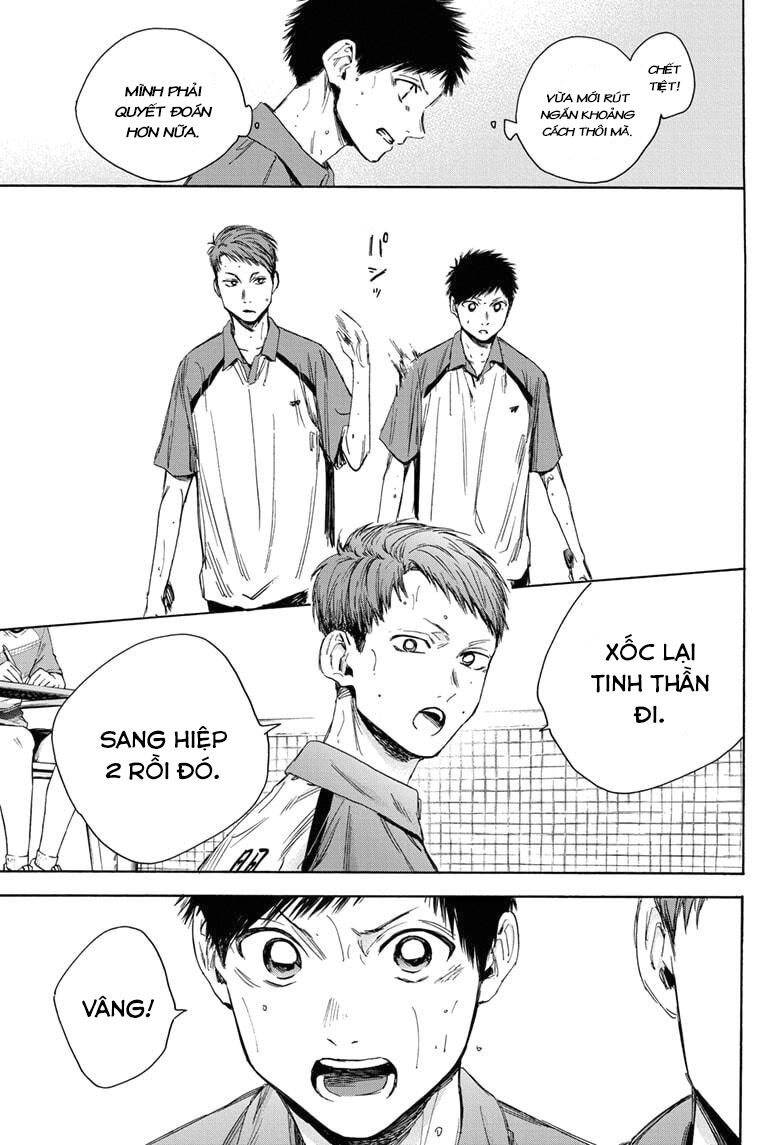 CHẾT
TIỆT!
VỪA MỚI RÚT
NGẮN KHOẢNG
CÁCH THÔI MÀ.
MÌNH PHẢI
QUYẾT ĐOÁN
HƠN NỮA.
パンッ
XỐC LẠI
TINH THẦN
ĐI.
SANG HIỆP
2 RỒI ĐÓ.
VÂNG!